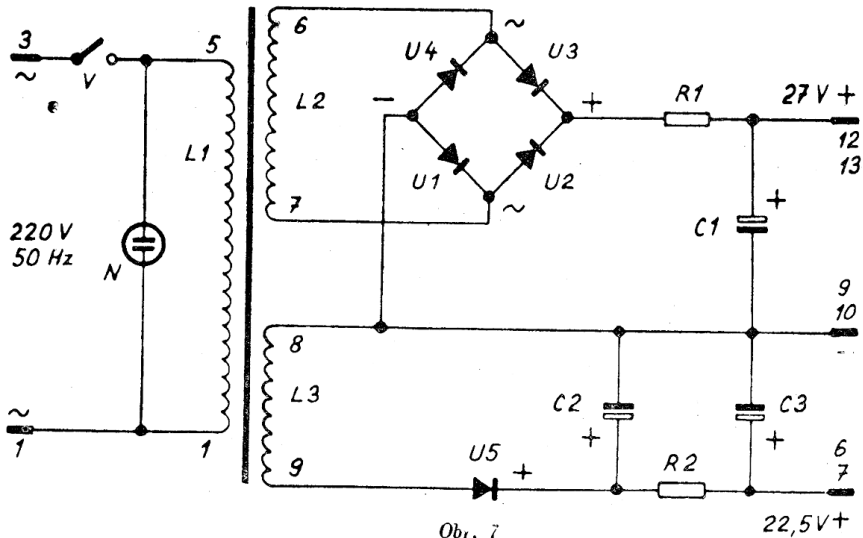 3
~
V
5
6
~
U4
U3
L2
-
+
R1
27 V +
12
13
L1
U1
U2
7
~
220 V
50 Hz
N
C1
+
9
10
-
8
L3
C2
+
C3
+
~
1
1
9
U5
+
R2
6
7
22,5V +
Obr. 7